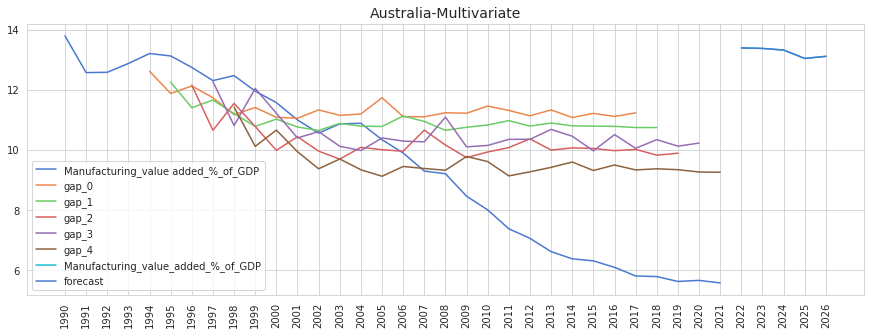 Australia-Multivariate
14
12
10
8
6
Manufacturing_value added_%_of_GDP
gap_0
gap_1
gap_2
gap_3
gap_4
Manufacturing_value_added_%_of_GDP
forecast
1990 1991 1992 1993 1994 1995 1996 1997 1998 1999 2000 2001 2002 2003 2004 2005 2006 2007 2008 2009 2010 2011 2012 2013 2014 2015 2016 2017 2018 2019 2020 2021 2022 2023 2024 2025 2026